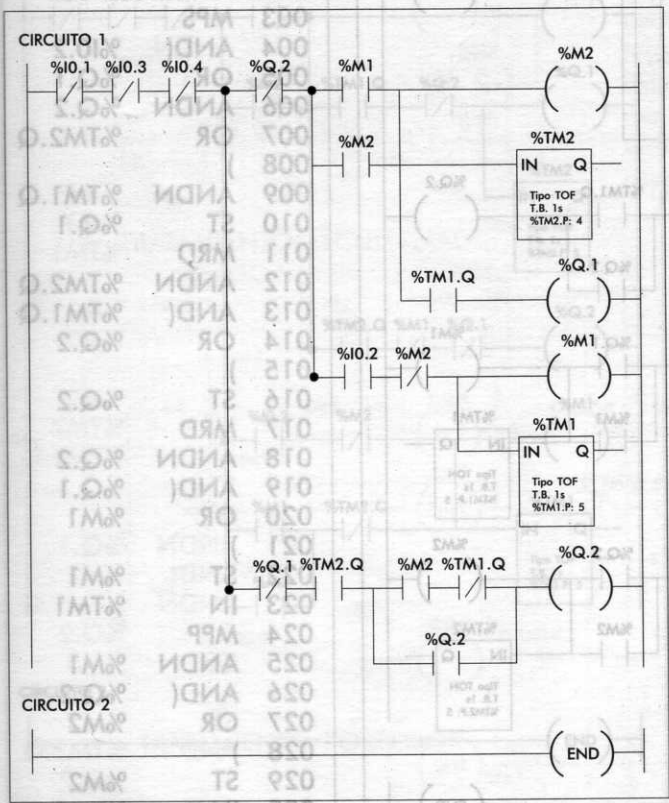 CIRCUITO 1
%I0.1 %I0.3 %I0.4 %Q.2 %M1 %M2
%M2 %TM2
IN Q
Tipo TOF
T.B. 1s
%TM2.P: 4
%TM1.Q %Q.1
%I0.2 %M2 %M1
%TM1
IN Q
Tipo TOF
T.B. 1s
%TM1.P: 5
%Q.1 %TM2.Q %M2 %TM1.Q %Q.2
%Q.2
CIRCUITO 2
END